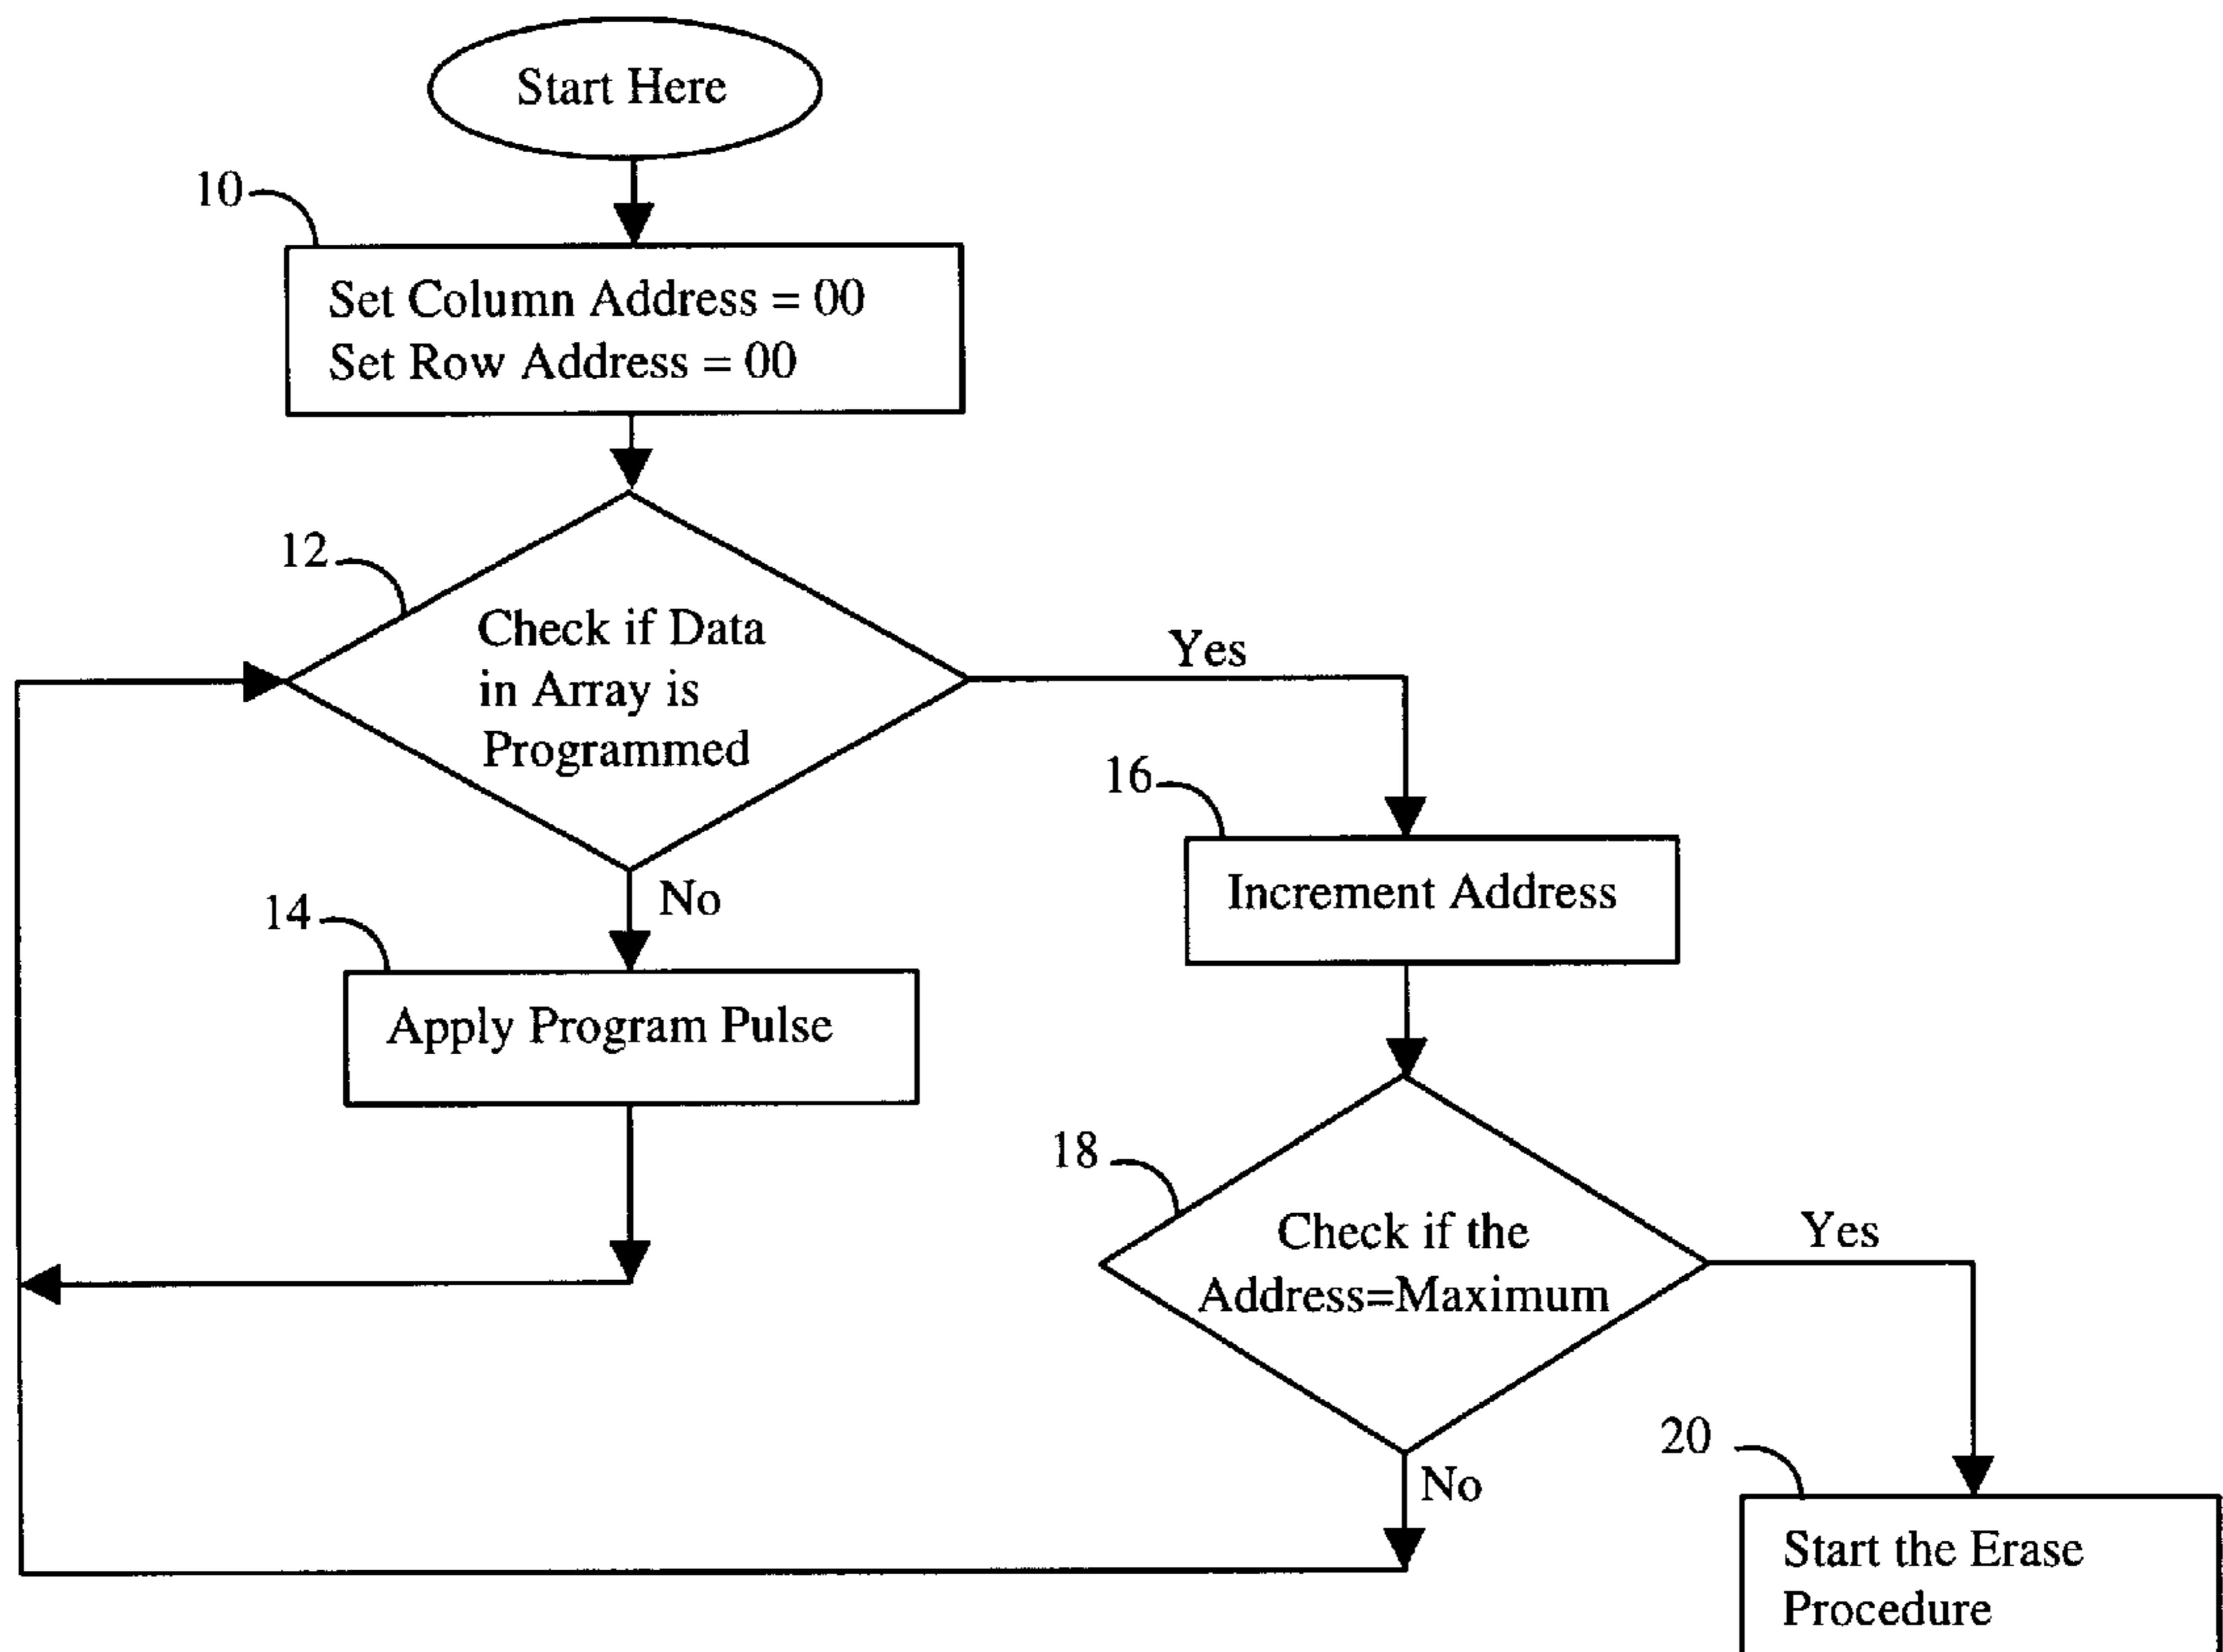 Start Here
10
Set Column Address = 00
Set Row Address = 00
12
Check if Data
in Array is
Programmed
Yes
No
14
Apply Program Pulse
16
Increment Address
18
Check if the
Address=Maximum
Yes
No
20
Start the Erase
Procedure